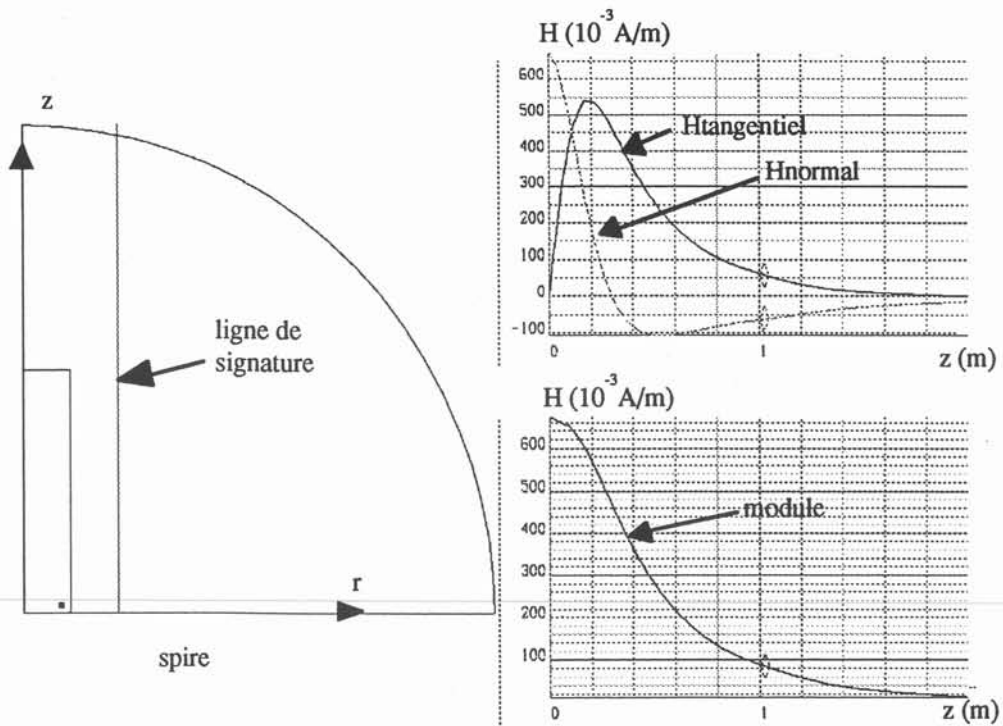 z
ligne de
signature
r
spire
H (10⁻³ A/m)
600
500
400
300
200
100
0
-100
Htangentiel
Hnormal
0
1
z (m)
H (10⁻³ A/m)
600
500
400
300
200
100
module
0
1
z (m)